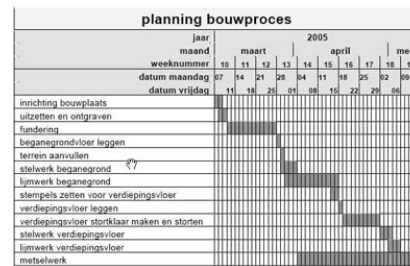 planning bouwproces
jaar 2005
maand maart april me
weeknummer 10 11 12 13 14 15 16 17 18
datum maandag 07 14 21 28 04 11 18 25 02 09
datum vrijdag 11 18 25 01 08 15 22 29 06
inrichting bouwplaats
uitzetten en ontgraven
fundering
beganegrondvloer leggen
terrein aanvullen
stelwerk beganegrond
lijmwerk beganegrond
stempels zetten voor verdiepingsvloer
verdiepingsvloer leggen
verdiepingsvloer stortklaar maken en storten
stelwerk verdiepingsvloer
lijmwerk verdiepingsvloer
metselwerk